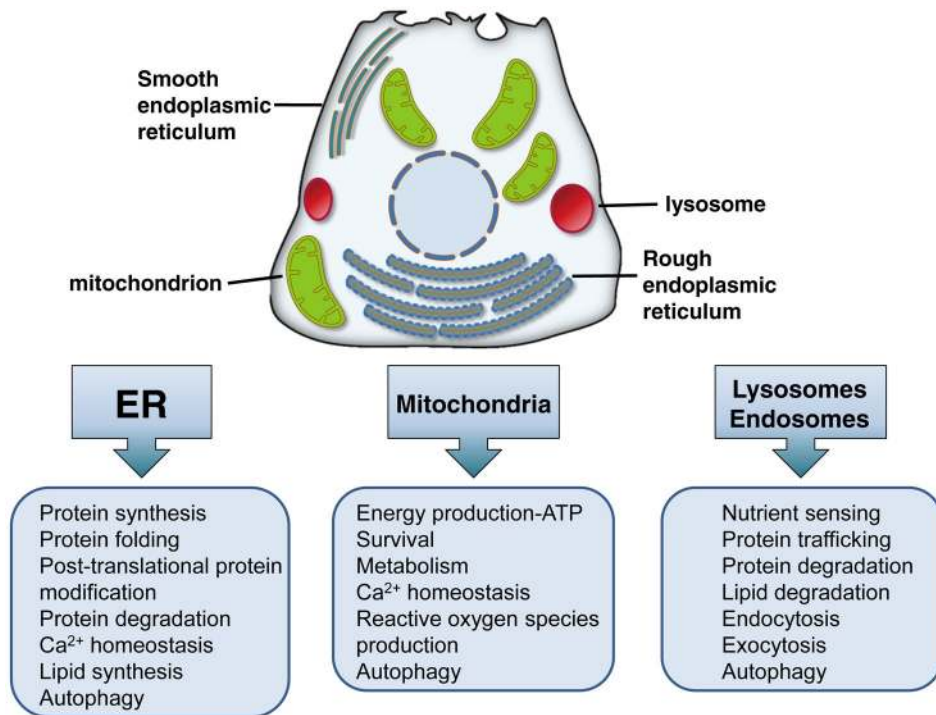 Smooth
endoplasmic
reticulum
lysosome
mitochondrion
Rough
endoplasmic
reticulum
ER
Protein synthesis
Protein folding
Post-translational protein
modification
Protein degradation
Ca²⁺ homeostasis
Lipid synthesis
Autophagy
Mitochondria
Energy production-ATP
Survival
Metabolism
Ca²⁺ homeostasis
Reactive oxygen species
production
Autophagy
Lysosomes
Endosomes
Nutrient sensing
Protein trafficking
Protein degradation
Lipid degradation
Endocytosis
Exocytosis
Autophagy